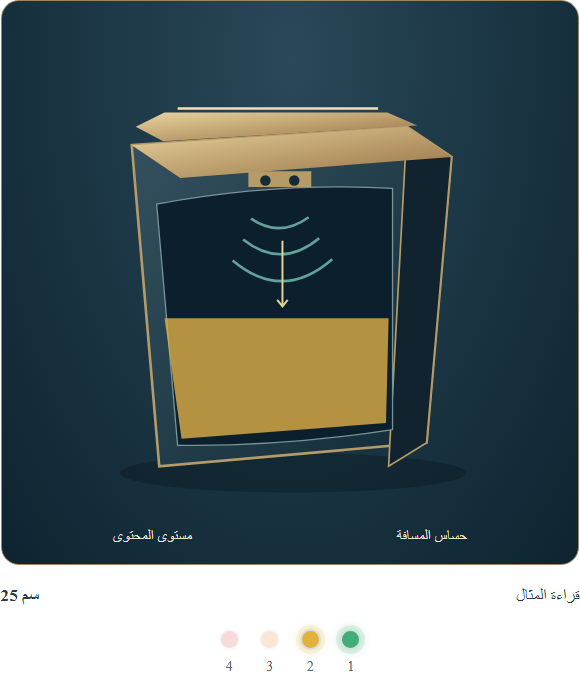 حساس المسافة
مستوى المحتوى
قراءة المثال
25 سم
1
2
3
4